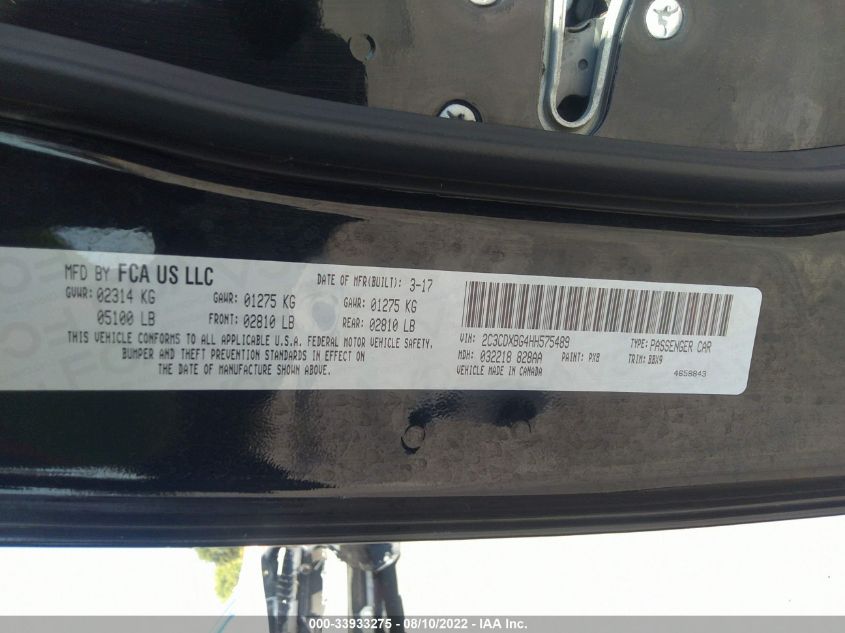 MFD BY FCA US LLC DATE OF MFR(BUILT): 3-17
GVWR: 02314 KG GAWR: 01275 KG GAWR: 01275 KG
05100 LB FRONT: 02810 LB REAR: 02810 LB
THIS VEHICLE CONFORMS TO ALL APPLICABLE U.S.A. FEDERAL MOTOR VEHICLE SAFETY,
BUMPER AND THEFT PREVENTION STANDARDS IN EFFECT ON
THE DATE OF MANUFACTURE SHOWN ABOVE.
VIN: 2C3CDXBG4HH575489 TYPE: PASSENGER CAR
MDH: 032218 828AA PAINT: PX8 TRIM: BBX9
VEHICLE MADE IN CANADA 4658843
000-33933275 - 08/10/2022 - IAA Inc.